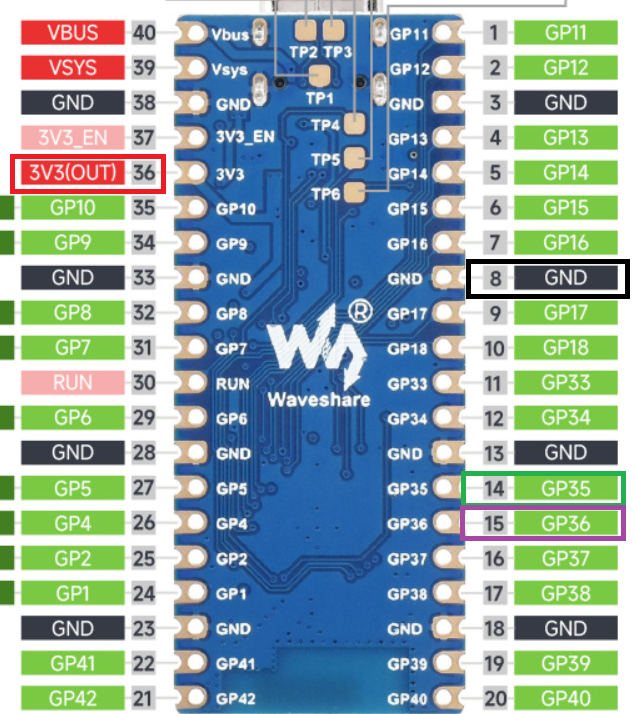 VBUS 40 Vbus TP2 TP3 GP11 1 GP11
VSYS 39 Vsys TP1 GP12 2 GP12
GND 38 GND GND 3 GND
3V3_EN 37 3V3_EN TP4 GP13 4 GP13
3V3(OUT) 36 3V3 TP5 GP14 5 GP14
GP10 35 GP10 TP6 GP15 6 GP15
GP9 34 GP9 GP16 7 GP16
GND 33 GND GND 8 GND
GP8 32 GP8 ® GP17 9 GP17
GP7 31 GP7 GP18 10 GP18
RUN 30 RUN Waveshare GP33 11 GP33
GP6 29 GP6 GP34 12 GP34
GND 28 GND GND 13 GND
GP5 27 GP5 GP35 14 GP35
GP4 26 GP4 GP36 15 GP36
GP2 25 GP2 GP37 16 GP37
GP1 24 GP1 GP38 17 GP38
GND 23 GND GND 18 GND
GP41 22 GP41 GP39 19 GP39
GP42 21 GP42 GP40 20 GP40